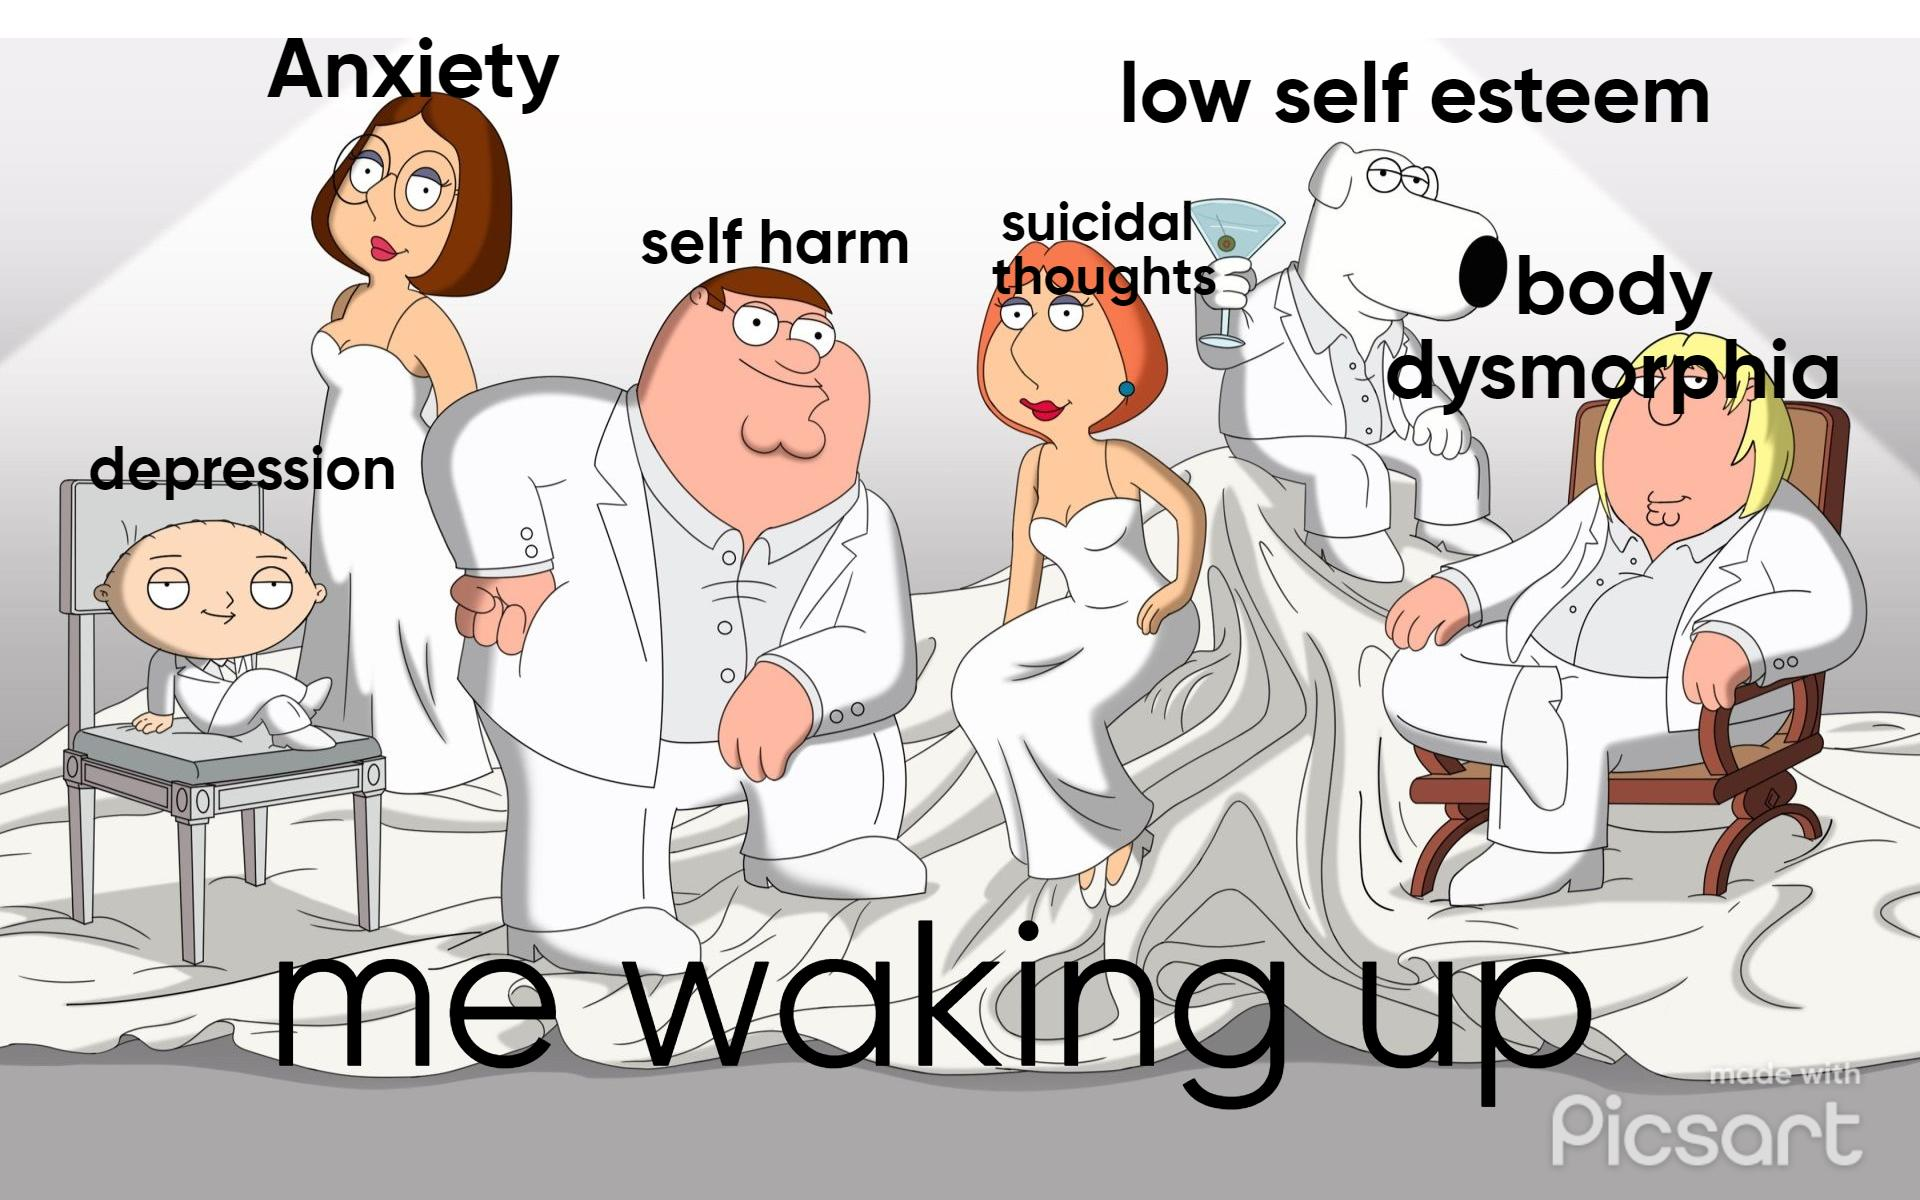 Anxiety
low self esteem
self harm
suicidal
thoughts
body
dysmorphia
depression
me waking up
made with
Picsart